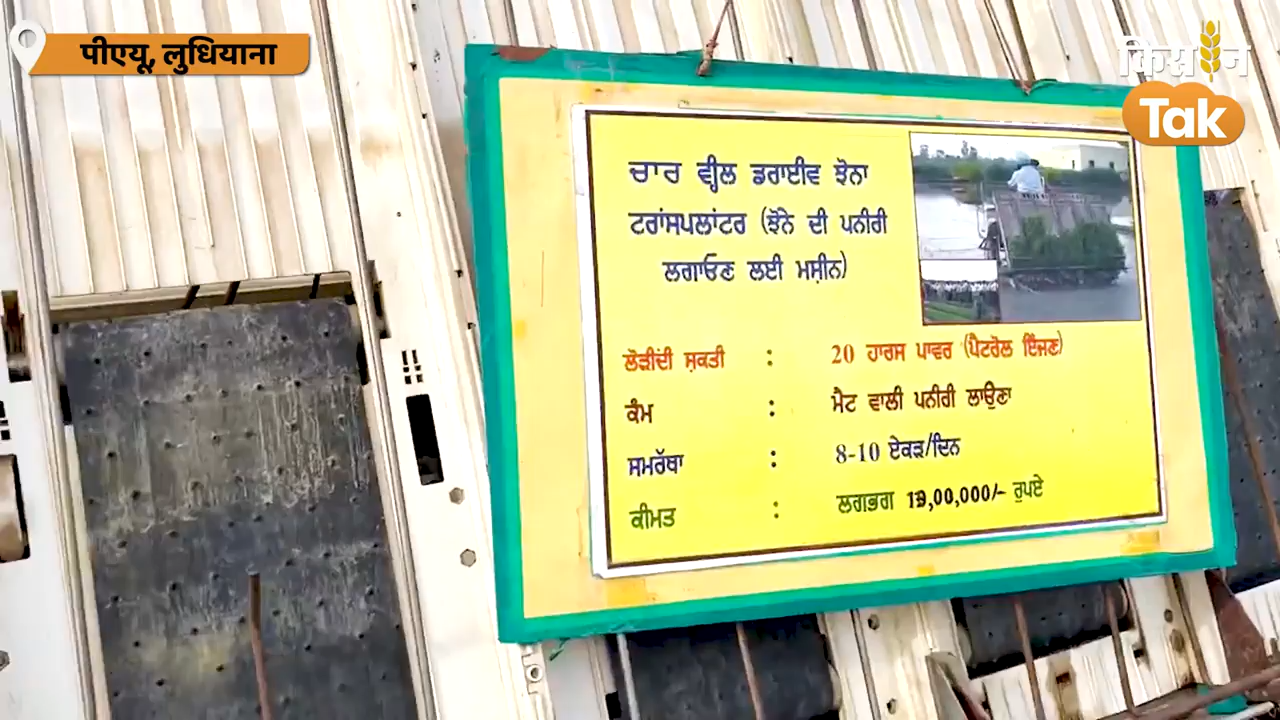 पीएयू, लुधियाना
किसान
Tak
ਚਾਰ ਵ੍ਹੀਲ ਡਰਾਈਵ ਝੋਨਾ
ਟਰਾਂਸਪਲਾਂਟਰ (ਝੋਨੇ ਦੀ ਪਨੀਰੀ
ਲਗਾਓਣ ਲਈ ਮਸ਼ੀਨ)
ਲੋੜੀਂਦੀ ਸ਼ਕਤੀ : 20 ਹਾਰਸ ਪਾਵਰ (ਪੈਟਰੋਲ ਇੰਜਣ)
ਕੰਮ : ਮੈਟ ਵਾਲੀ ਪਨੀਰੀ ਲਾਉਣਾ
ਸਮਰੱਥਾ : 8-10 ਏਕੜ/ਦਿਨ
ਕੀਮਤ : ਲਗਭਗ ਰੁਪਏ